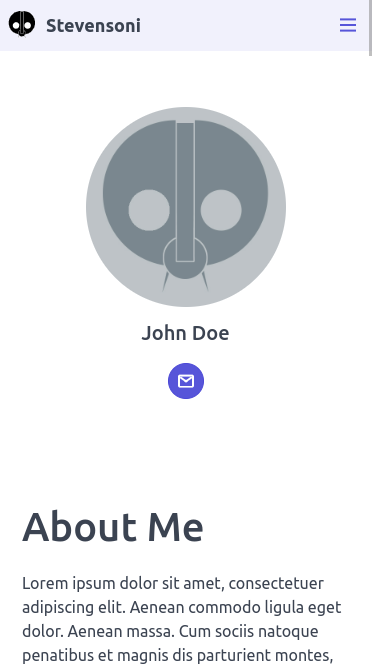 Stevensoni
John Doe
About Me
Lorem ipsum dolor sit amet, consectetuer
adipiscing elit. Aenean commodo ligula eget
dolor. Aenean massa. Cum sociis natoque
penatibus et magnis dis parturient montes,